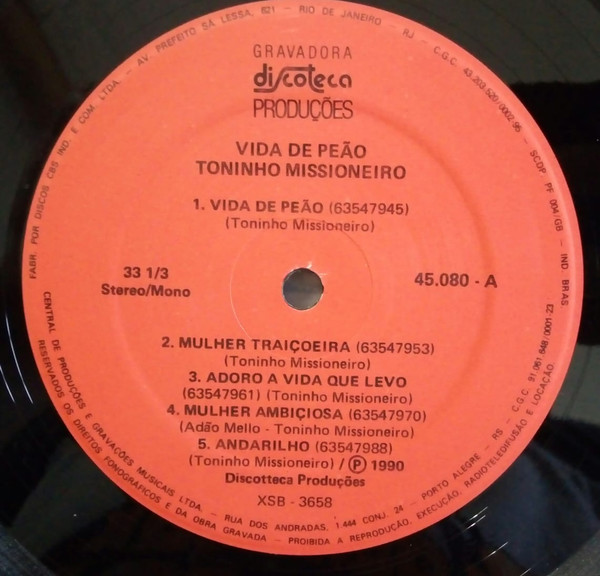 FABR. POR DISCOS CBS IND. E COM. LTDA. - AV. PREFEITO SÁ LESSA, 621 - RIO DE JANEIRO - RJ - C.G.C. 43.203.520/0002-96 - SCDP. PF 004/GB - IND. BRAS.
GRAVADORA
discoteca
PRODUÇÕES
VIDA DE PEÃO
TONINHO MISSIONEIRO
1. VIDA DE PEÃO (63547945)
(Toninho Missioneiro)
33 1/3
Stereo/Mono
45.080 - A
2. MULHER TRAIÇOEIRA (63547953)
(Toninho Missioneiro)
3. ADORO A VIDA QUE LEVO
(63547961) (Toninho Missioneiro)
4. MULHER AMBIÇIOSA (63547970)
(Adão Mello - Toninho Missioneiro)
5. ANDARILHO (63547988)
(Toninho Missioneiro) / Ⓟ 1990
Discotteca Produções
XSB - 3658
CENTRAL DE PRODUÇÕES E GRAVAÇÕES MUSICAIS LTDA. - RUA DOS ANDRADAS, 1.444 CONJ. 24 - PORTO ALEGRE - RS - C.G.C. 91.061.648/0001-23
RESERVADOS OS DIREITOS FONOGRÁFICOS E DA OBRA GRAVADA - PROIBIDA A REPRODUÇÃO, EXECUÇÃO, RADIOTELEDIFUSÃO E LOCAÇÃO.